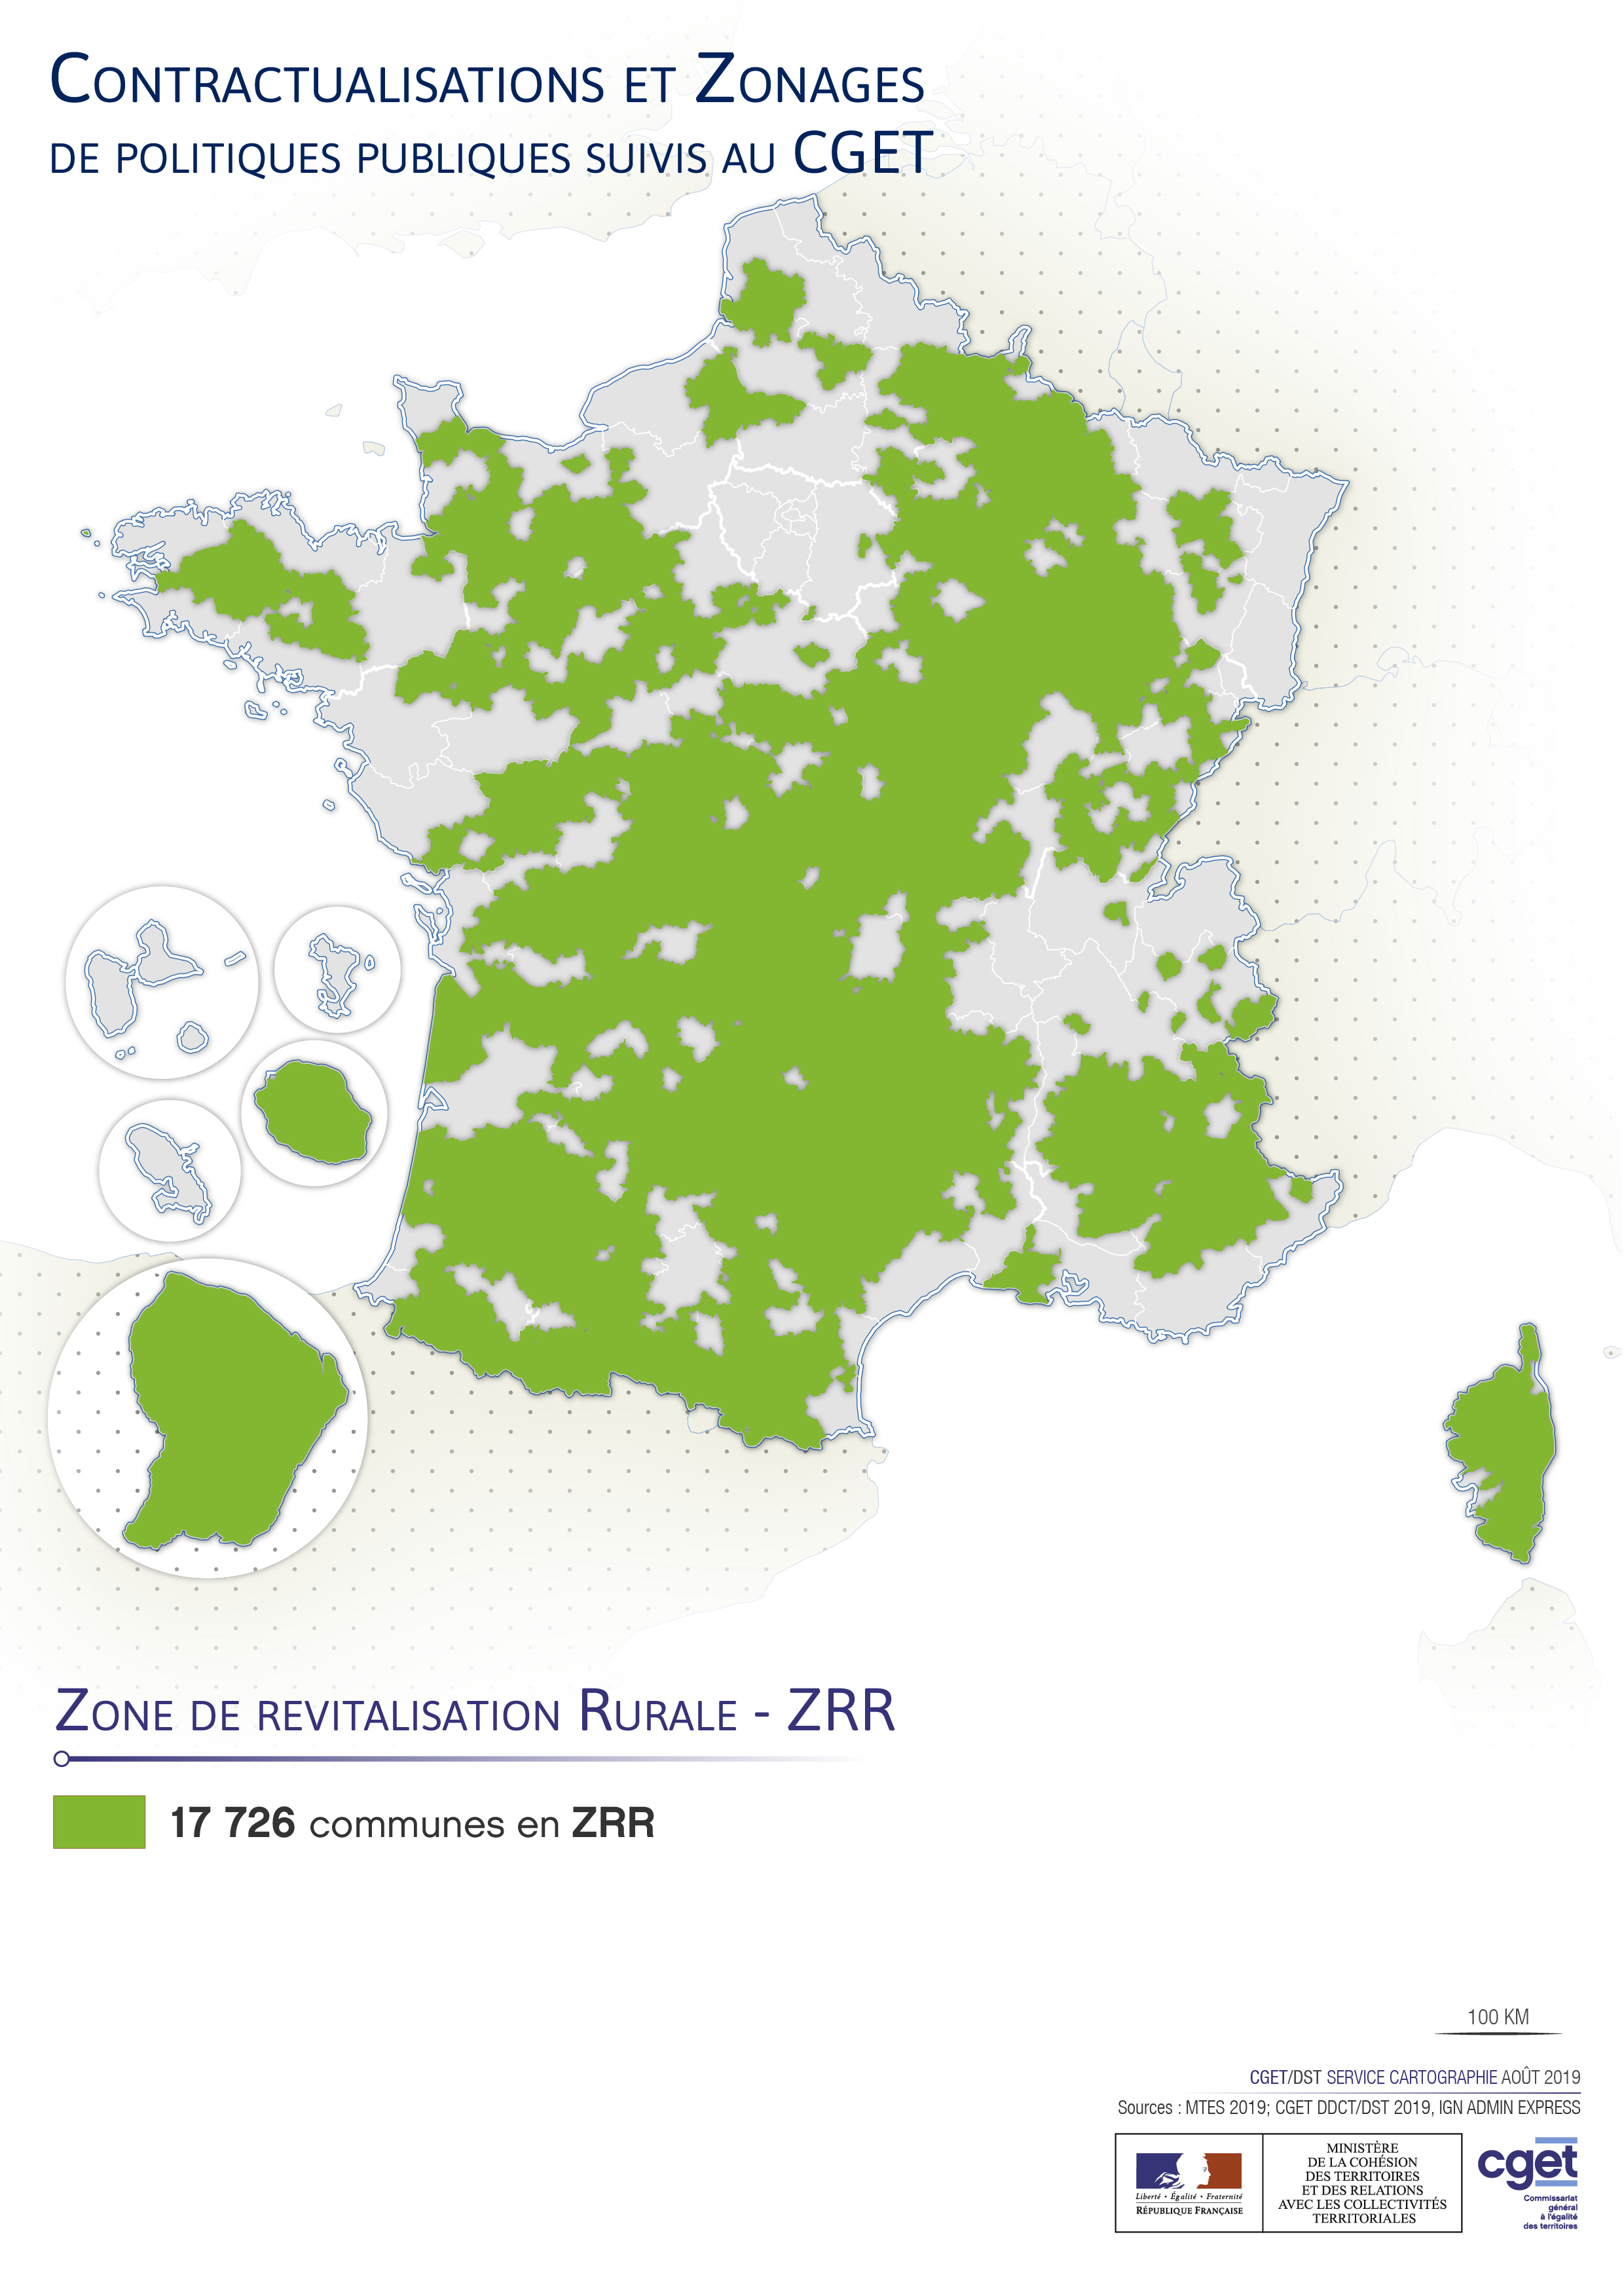 Contractualisations et Zonages
de politiques publiques suivis au CGET
Zone de revitalisation Rurale - ZRR
17 726 communes en ZRR
100 KM
CGET/DST SERVICE CARTOGRAPHIE AOÛT 2019
Sources : MTES 2019; CGET DDCT/DST 2019, IGN ADMIN EXPRESS
Liberté • Égalité • Fraternité
RÉPUBLIQUE FRANÇAISE
MINISTÈRE
DE LA COHÉSION
DES TERRITOIRES
ET DES RELATIONS
AVEC LES COLLECTIVITÉS
TERRITORIALES
cget
Commissariat
général
à l'égalité
des territoires